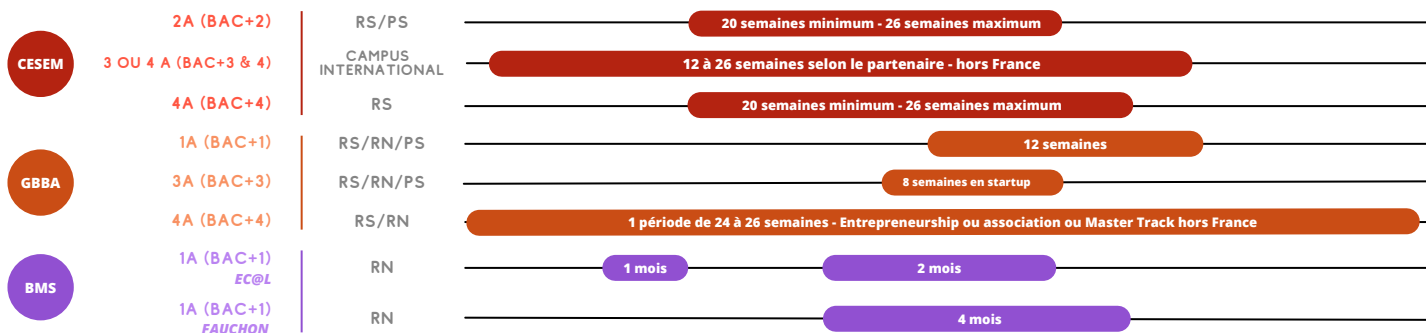 CESEM
2A (BAC+2)
RS/PS
20 semaines minimum - 26 semaines maximum
3 OU 4 A (BAC+3 & 4)
CAMPUS
INTERNATIONAL
12 à 26 semaines selon le partenaire - hors France
4A (BAC+4)
RS
20 semaines minimum - 26 semaines maximum
GBBA
1A (BAC+1)
RS/RN/PS
12 semaines
3A (BAC+3)
RS/RN/PS
8 semaines en startup
4A (BAC+4)
RS/RN
1 période de 24 à 26 semaines - Entrepreneurship ou association ou Master Track hors France
BMS
1A (BAC+1)
EC@L
RN
1 mois
2 mois
1A (BAC+1)
FAUCHON
RN
4 mois